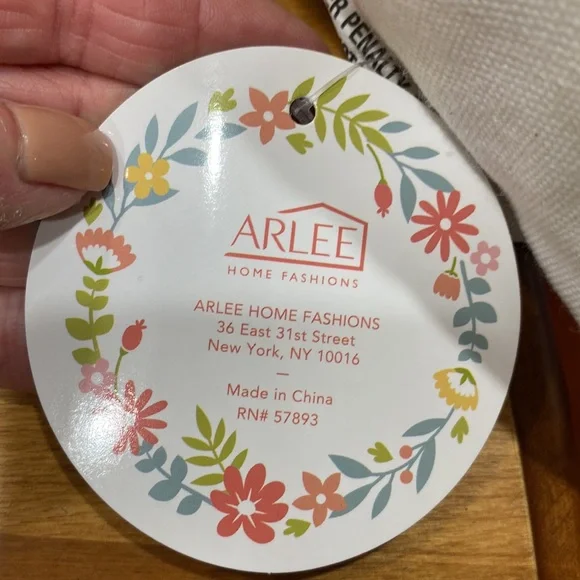 R PENALTY
ARLEE
HOME FASHIONS
ARLEE HOME FASHIONS
36 East 31st Street
New York, NY 10016
—
Made in China
RN# 57893